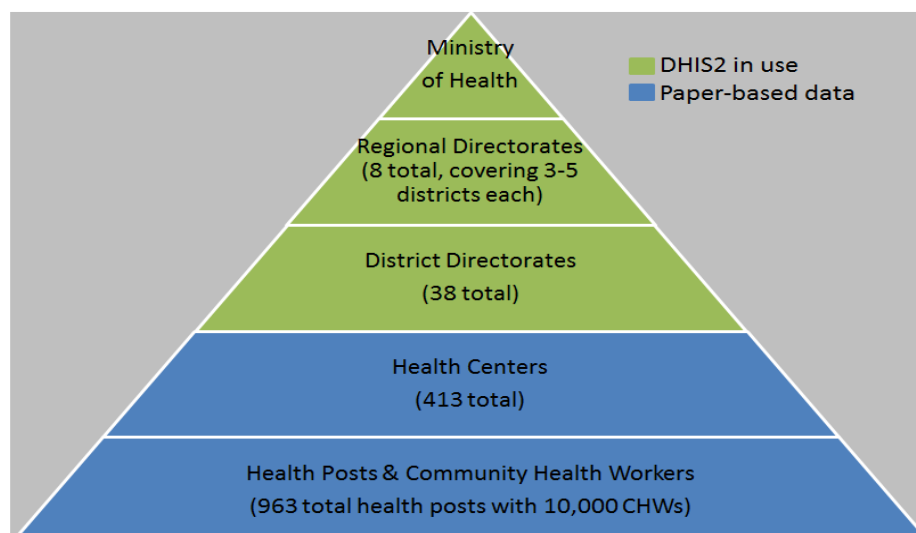 Ministry
of Health
DHIS2 in use
Paper-based data
Regional Directorates
(8 total, covering 3-5
districts each)
District Directorates
(38 total)
Health Centers
(413 total)
Health Posts & Community Health Workers
(963 total health posts with 10,000 CHWs)